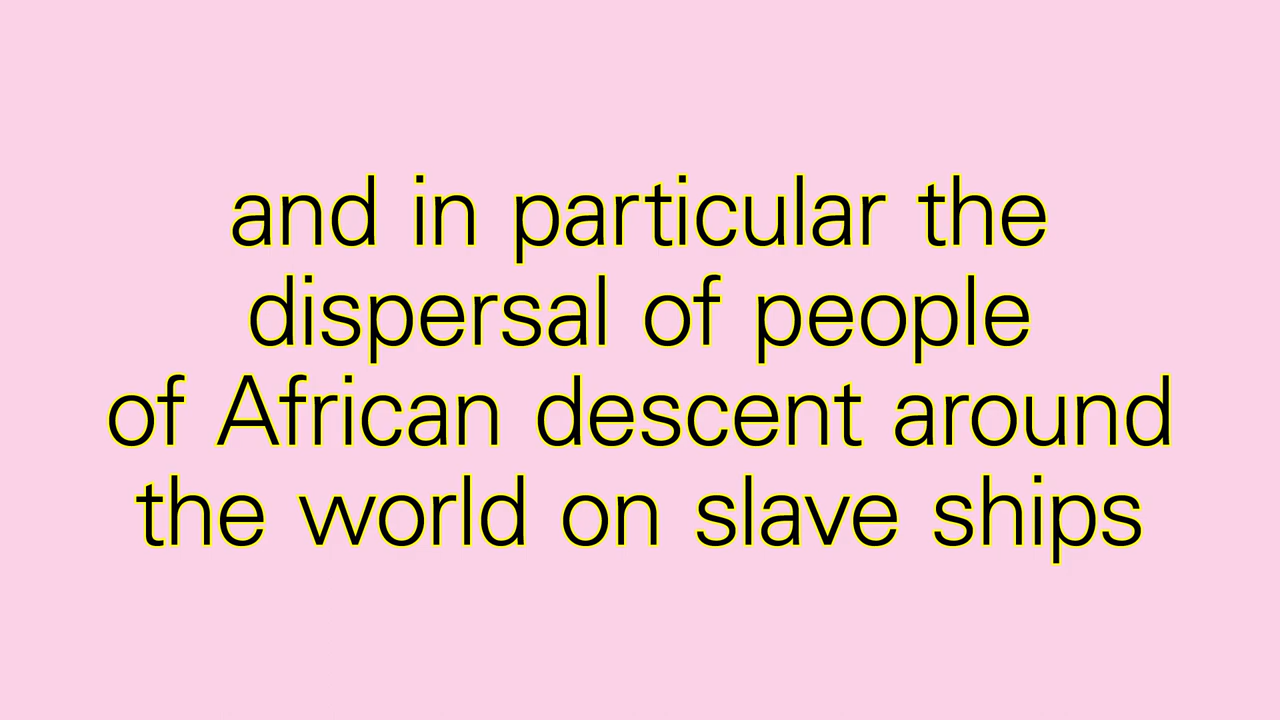 and in particular the
dispersal of people
of African descent around
the world on slave ships